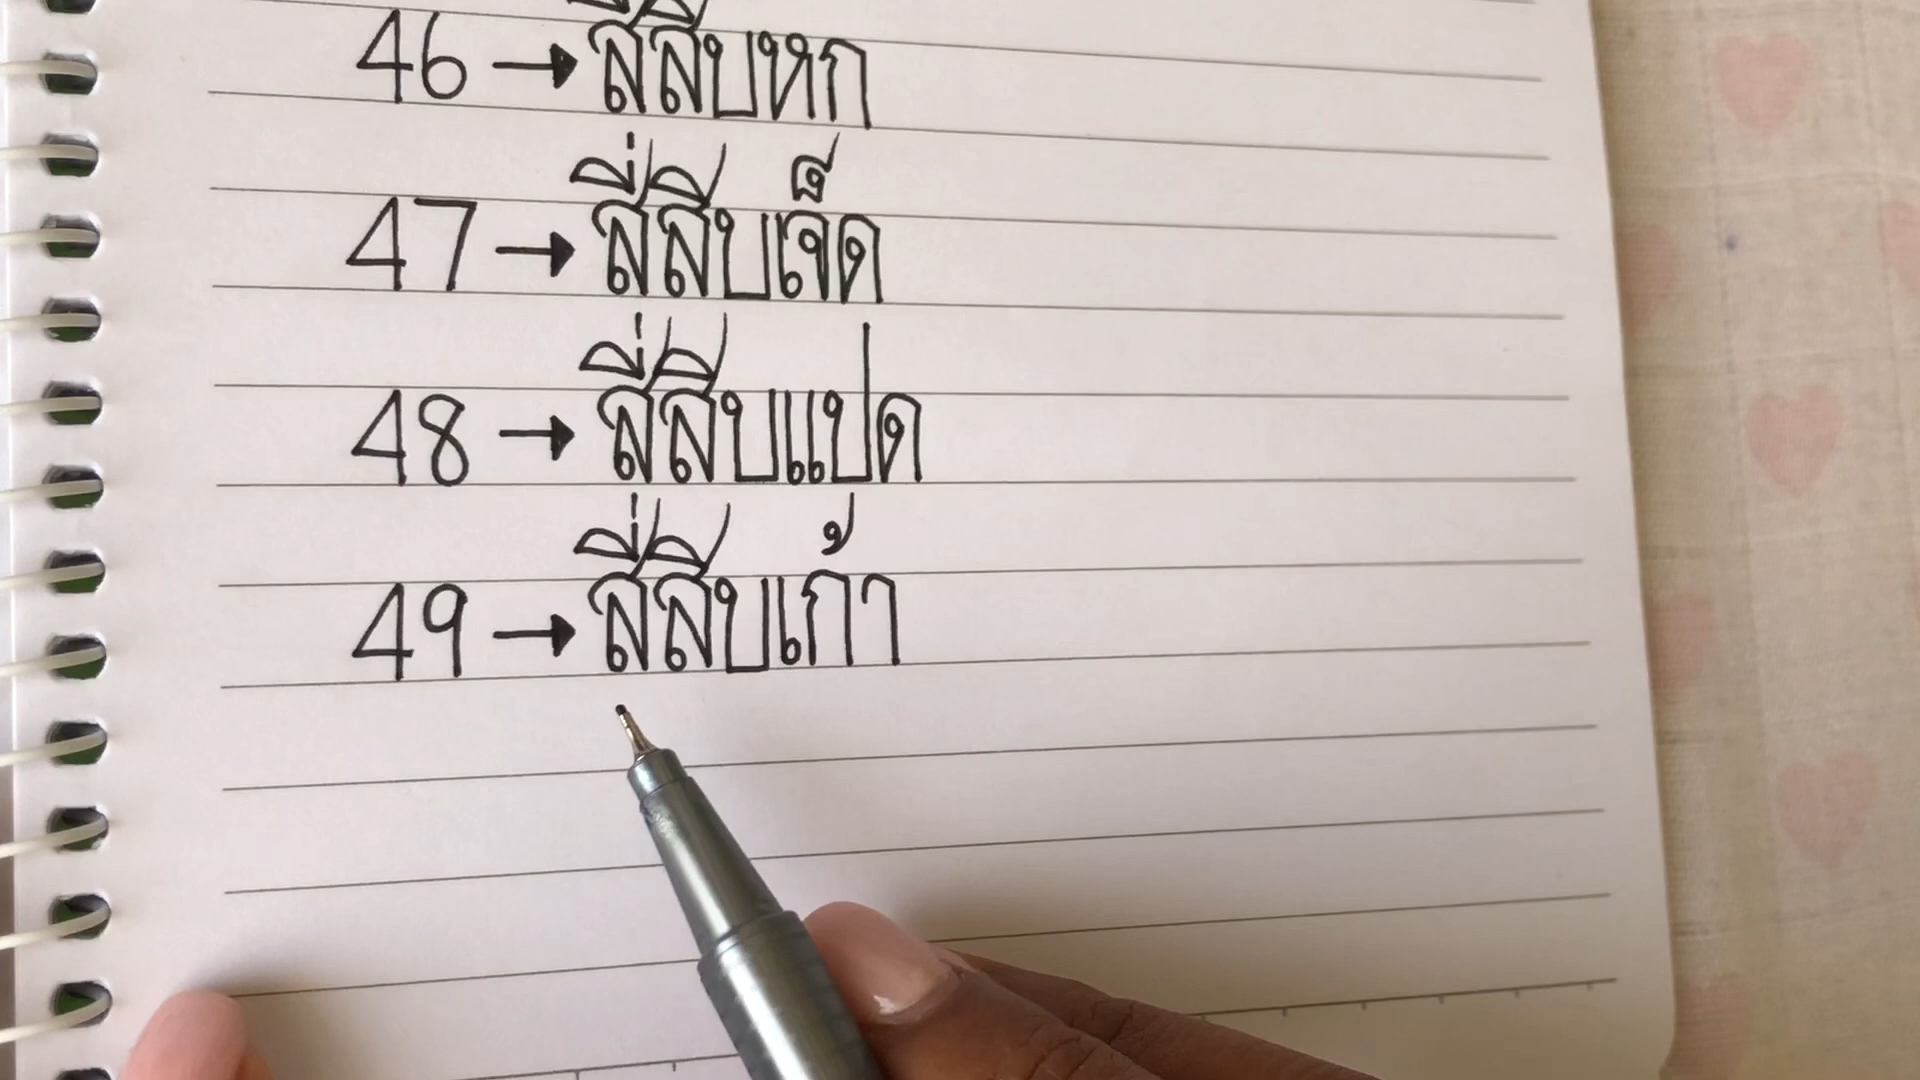 46 → สี่สิบหก
47 → สี่สิบเจ็ด
48 → สี่สิบแปด
49 → สี่สิบเก้า